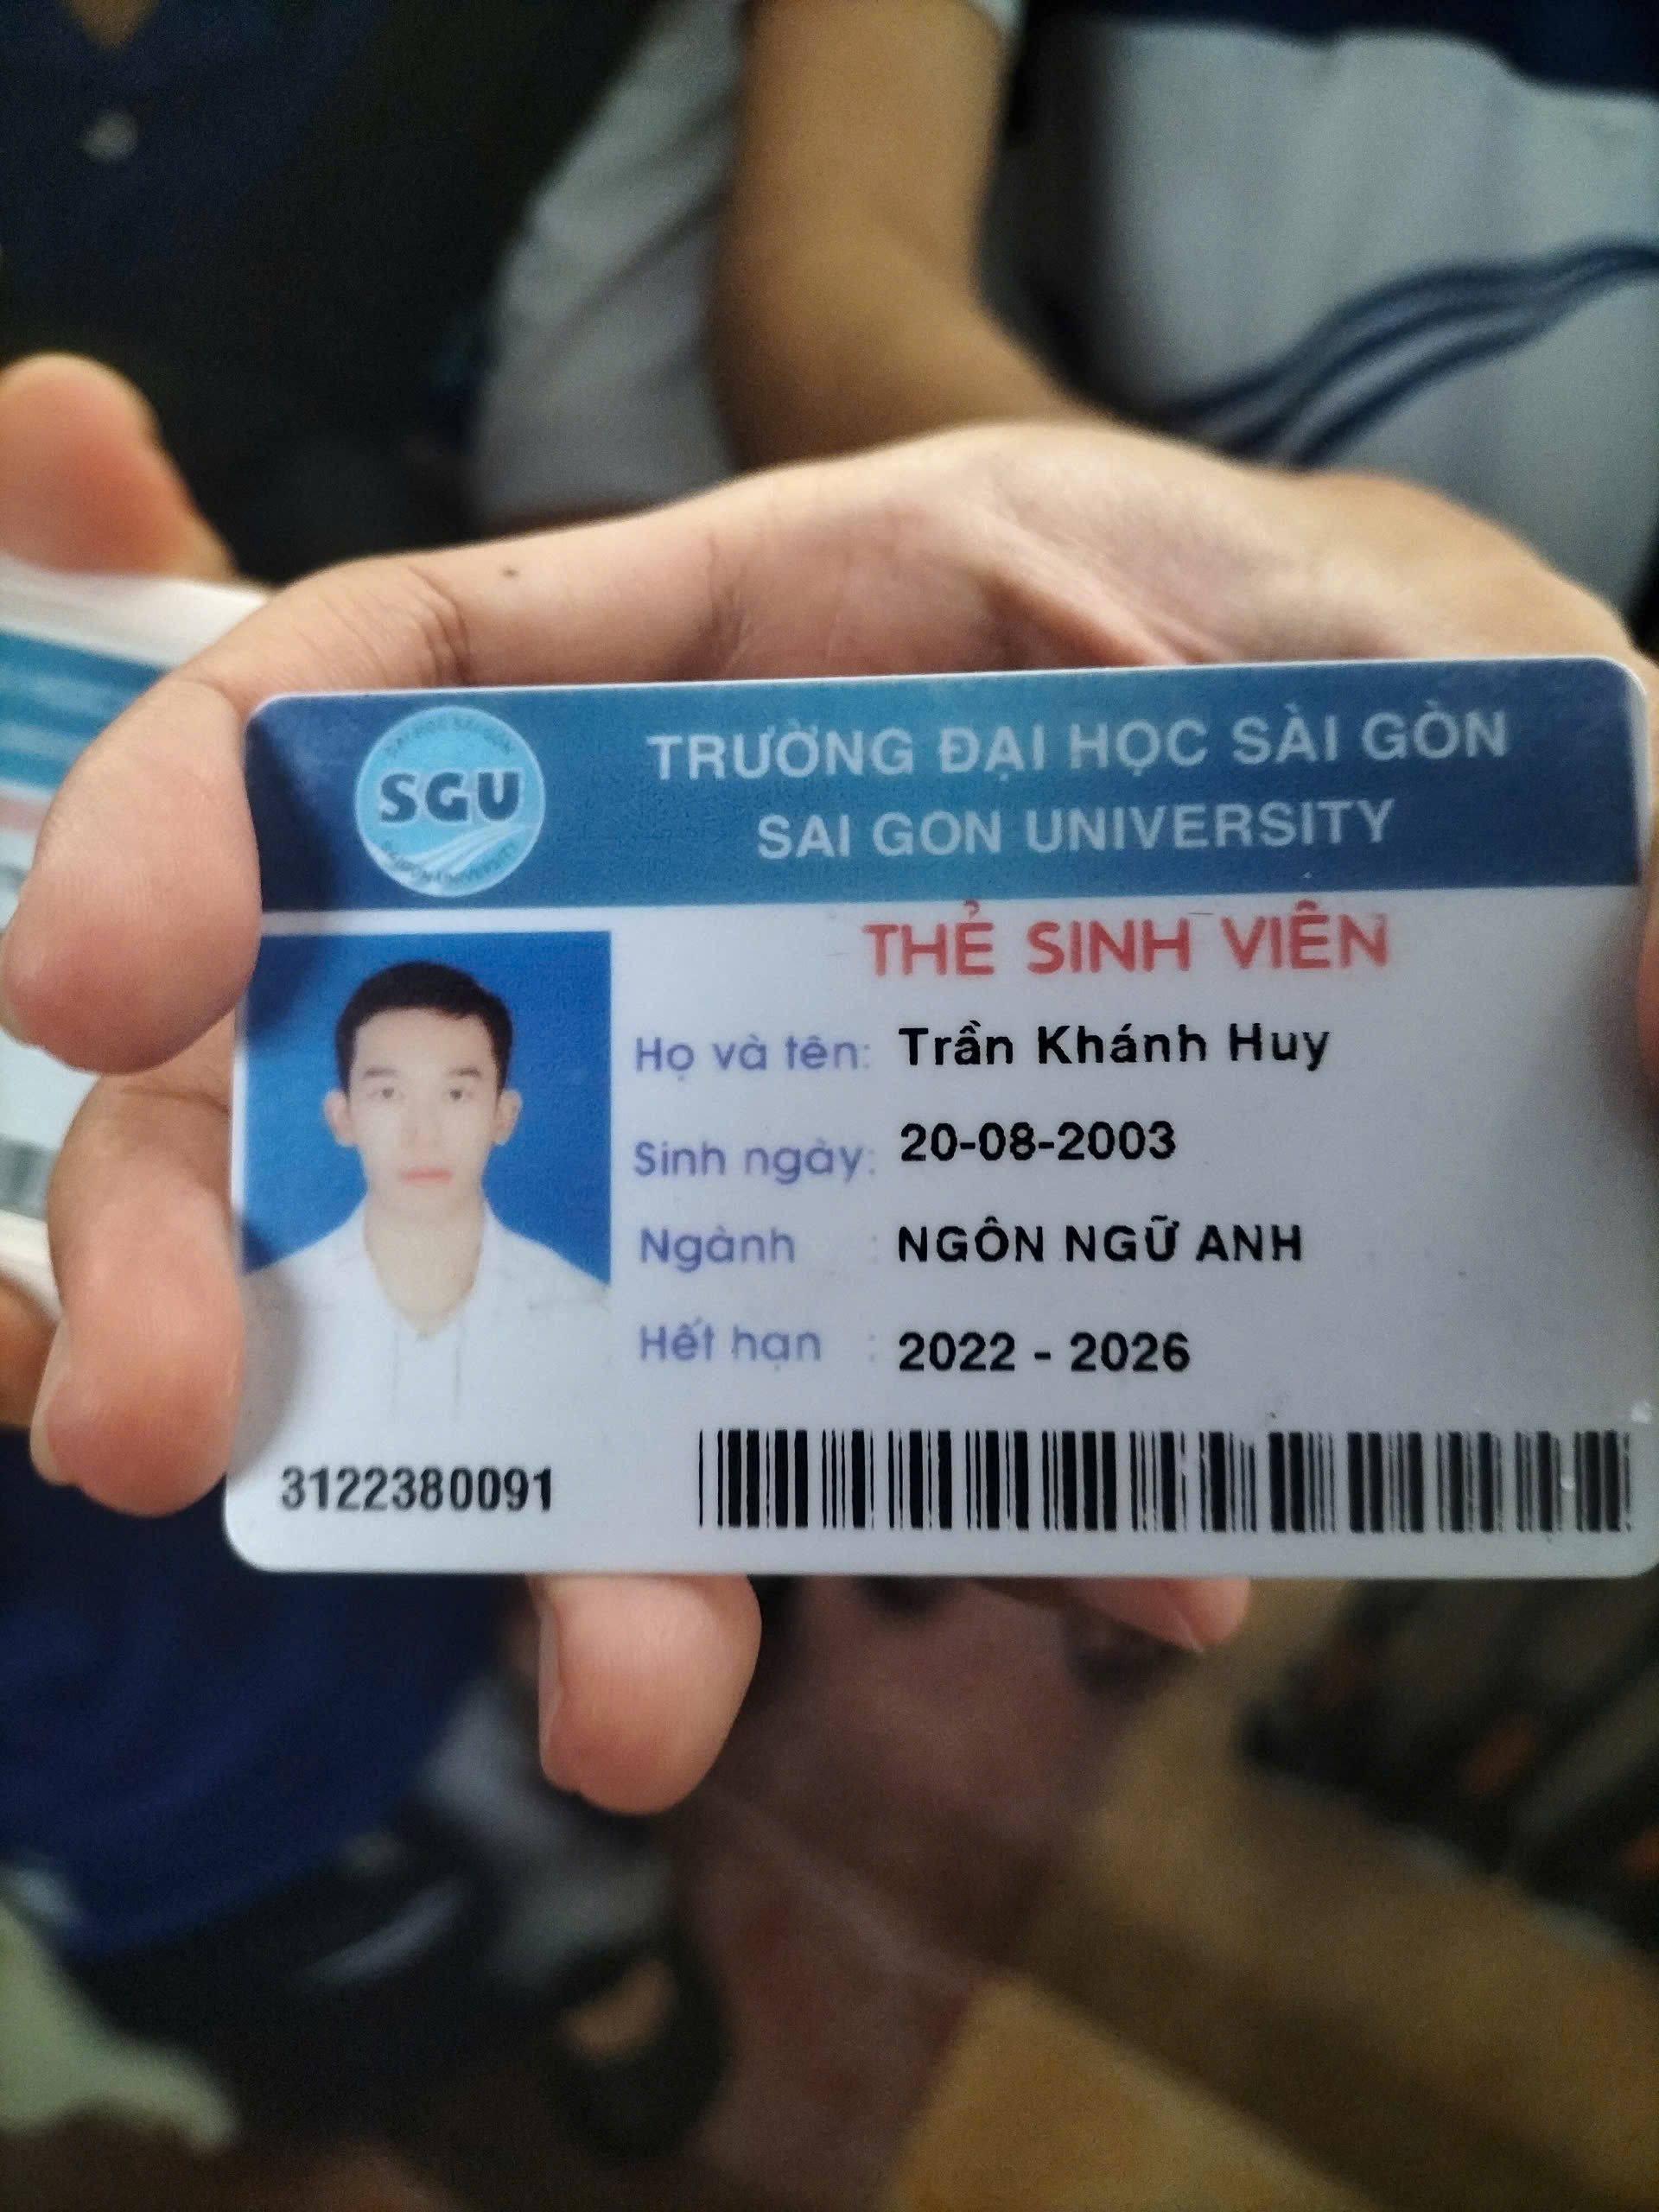 SGU
TRƯỜNG ĐẠI HỌC SÀI GÒN
SAI GON UNIVERSITY
THẺ SINH VIÊN
Họ và tên: Trần Khánh Huy
Sinh ngày: 20-08-2003
Ngành : NGÔN NGỮ ANH
Hết hạn : 2022 - 2026
3122380091